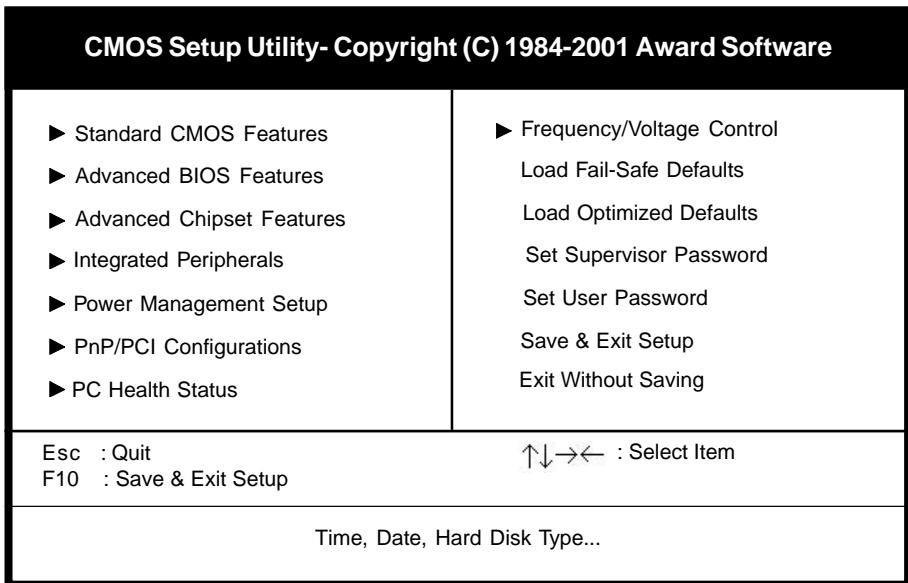 CMOS Setup Utility- Copyright (C) 1984-2001 Award Software
▶ Standard CMOS Features
▶ Advanced BIOS Features
▶ Advanced Chipset Features
▶ Integrated Peripherals
▶ Power Management Setup
▶ PnP/PCI Configurations
▶ PC Health Status
▶ Frequency/Voltage Control
Load Fail-Safe Defaults
Load Optimized Defaults
Set Supervisor Password
Set User Password
Save & Exit Setup
Exit Without Saving
Esc : Quit
F10 : Save & Exit Setup
↑↓→← : Select Item
Time, Date, Hard Disk Type...